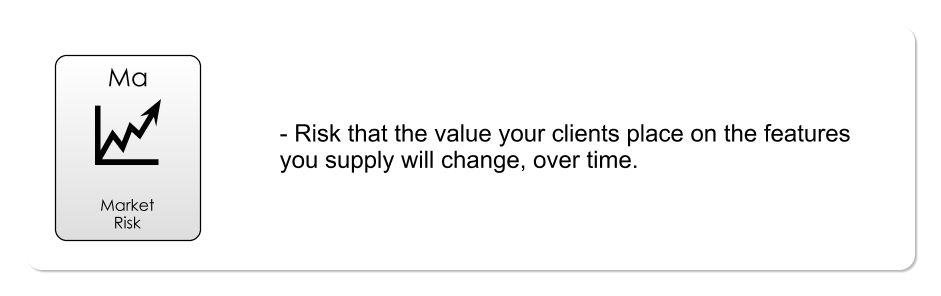 Ma
Market
Risk
- Risk that the value your clients place on the features
you supply will change, over time.